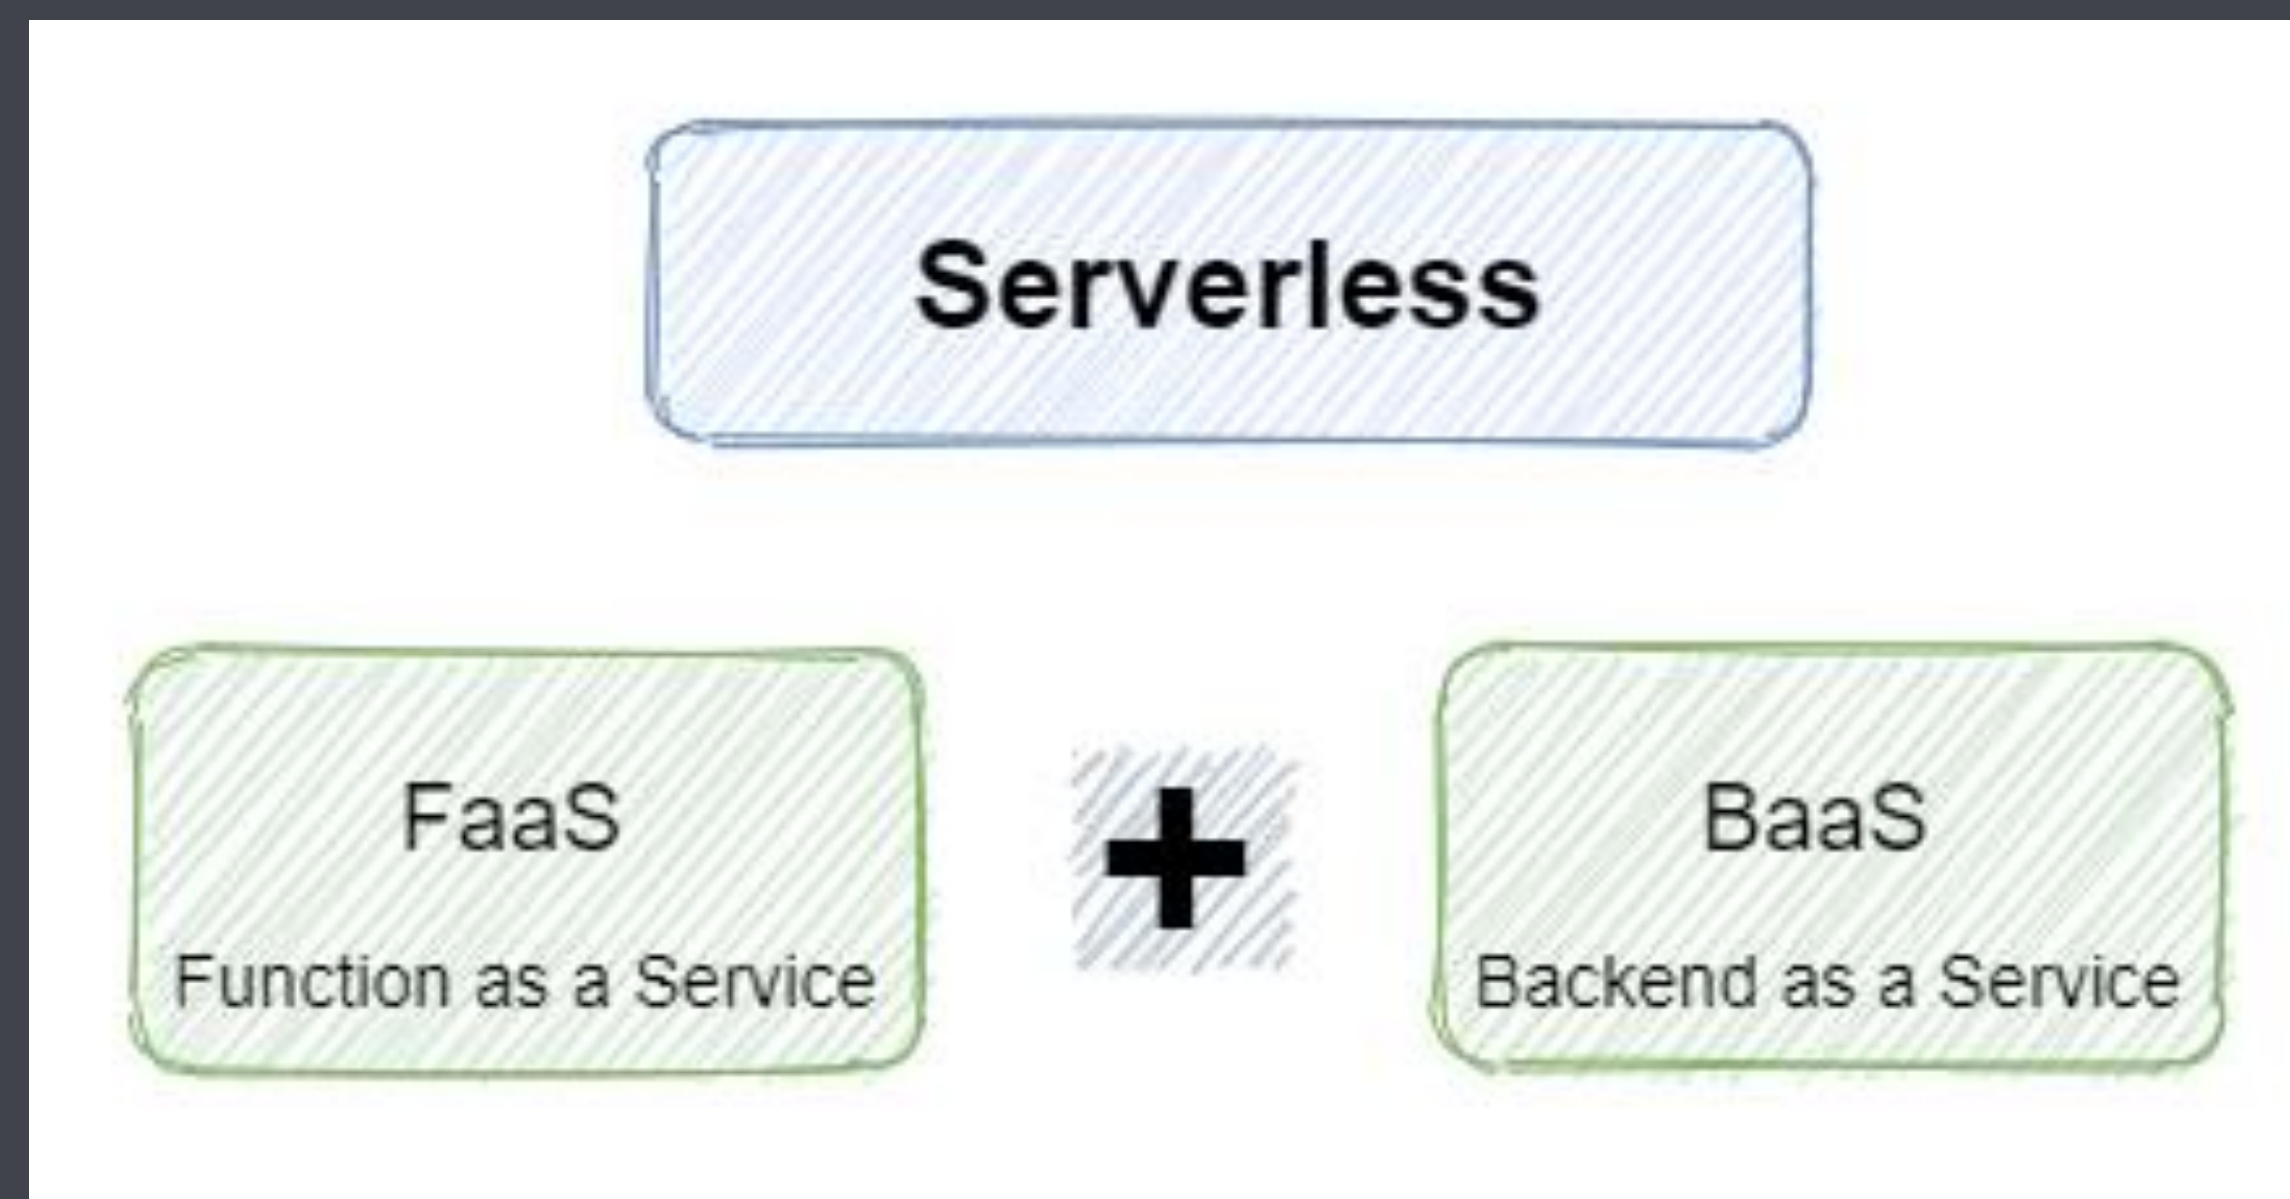 Serverless
FaaS
Function as a Service
+
BaaS
Backend as a Service